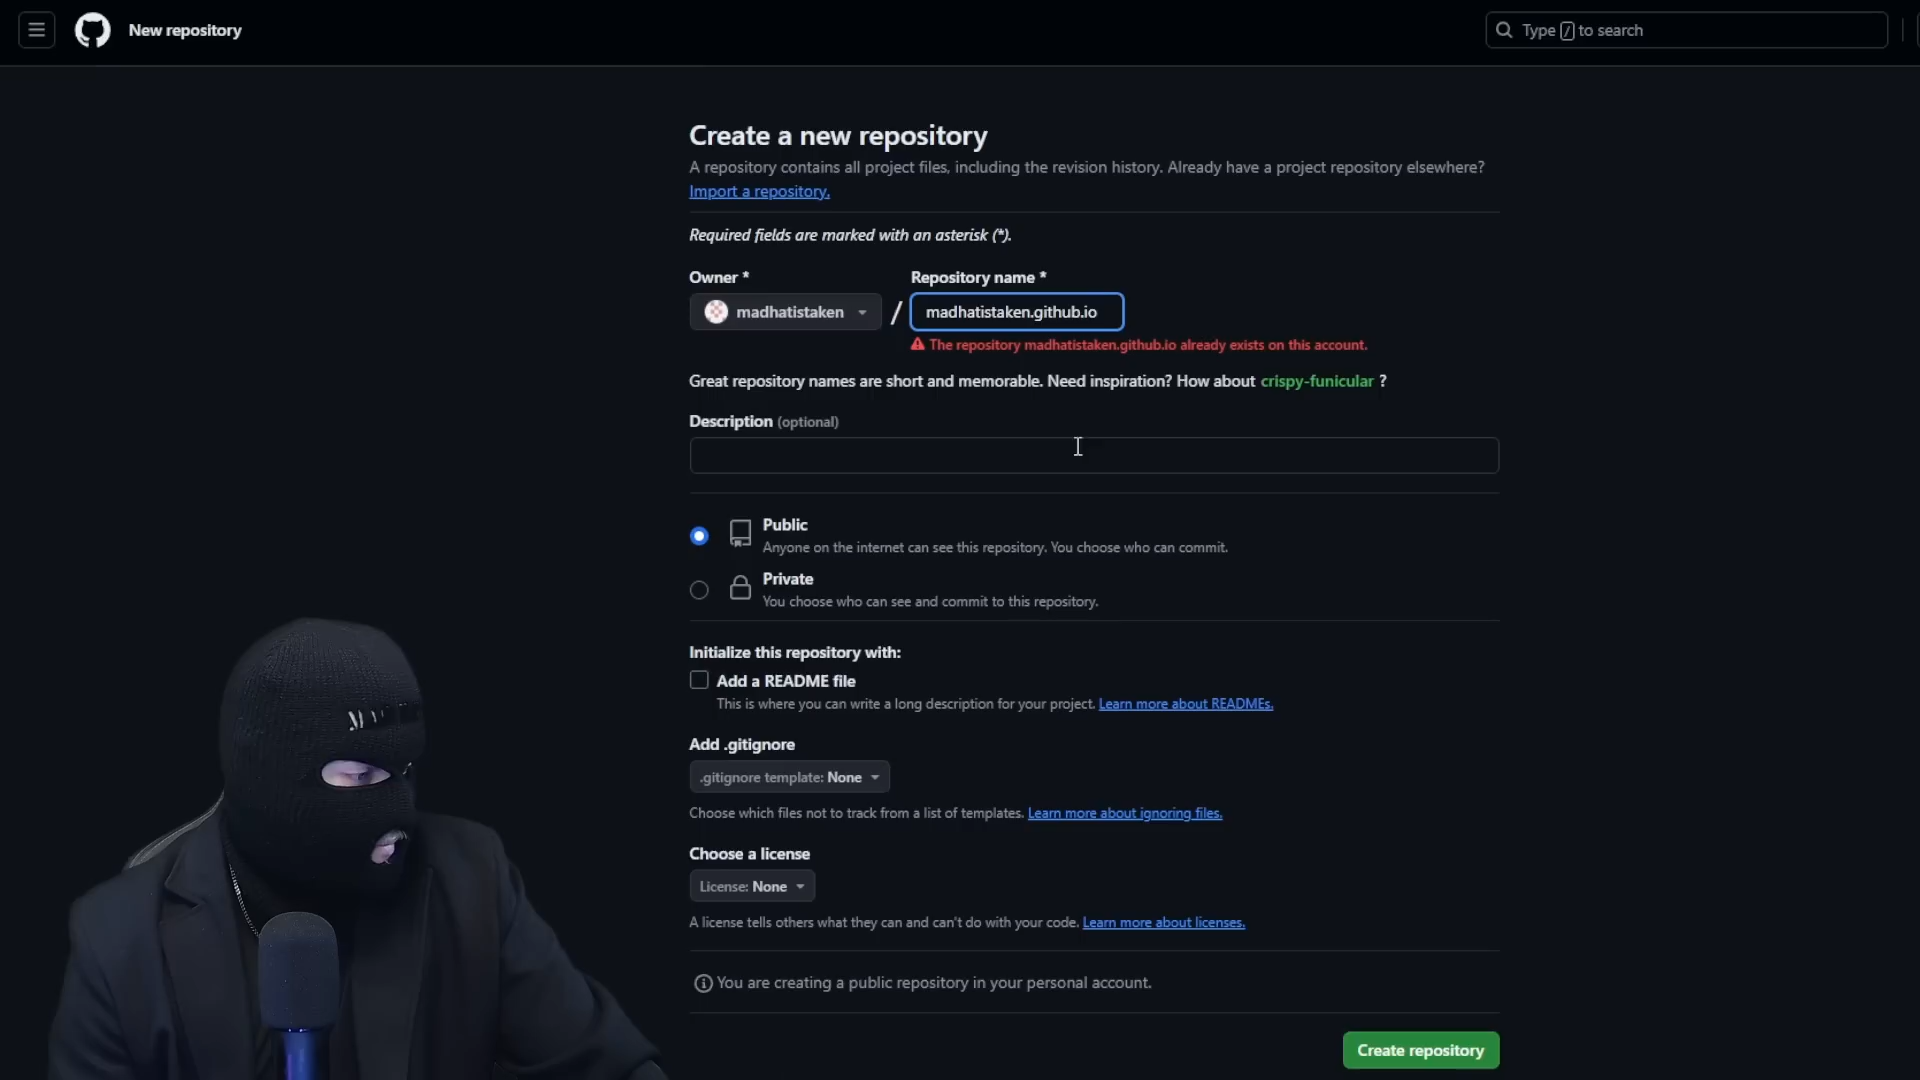 New repository
Type / to search
Create a new repository
A repository contains all project files, including the revision history. Already have a project repository elsewhere?
Import a repository.
Required fields are marked with an asterisk (*).
Owner * Repository name *
madhatistaken / madhatistaken.github.io
The repository madhatistaken.github.io already exists on this account.
Great repository names are short and memorable. Need inspiration? How about crispy-funicular ?
Description (optional)
Public
Anyone on the internet can see this repository. You choose who can commit.
Private
You choose who can see and commit to this repository.
Initialize this repository with:
Add a README file
This is where you can write a long description for your project. Learn more about READMEs.
Add .gitignore
.gitignore template: None
Choose which files not to track from a list of templates. Learn more about ignoring files.
Choose a license
License: None
A license tells others what they can and can't do with your code. Learn more about licenses.
You are creating a public repository in your personal account.
Create repository